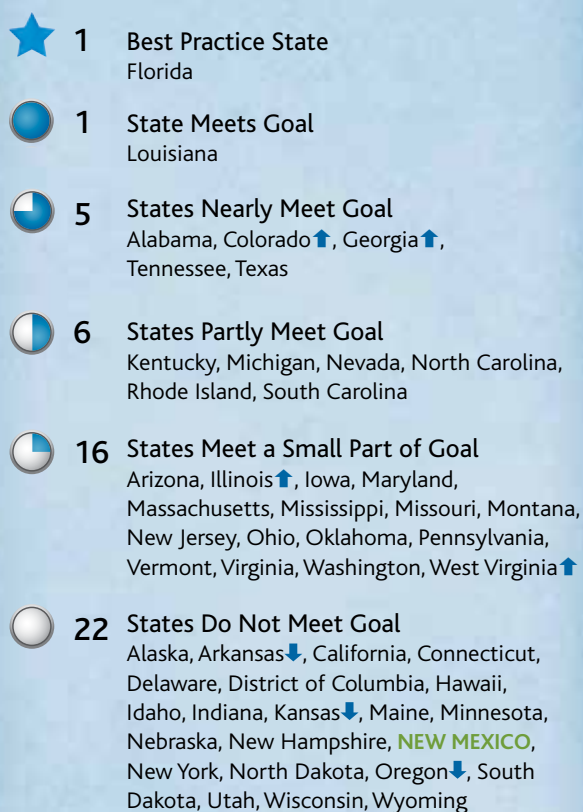 1 Best Practice State
Florida
1 State Meets Goal
Louisiana
5 States Nearly Meet Goal
Alabama, Colorado⬆, Georgia⬆,
Tennessee, Texas
6 States Partly Meet Goal
Kentucky, Michigan, Nevada, North Carolina,
Rhode Island, South Carolina
16 States Meet a Small Part of Goal
Arizona, Illinois⬆, Iowa, Maryland,
Massachusetts, Mississippi, Missouri, Montana,
New Jersey, Ohio, Oklahoma, Pennsylvania,
Vermont, Virginia, Washington, West Virginia⬆
22 States Do Not Meet Goal
Alaska, Arkansas⬇, California, Connecticut,
Delaware, District of Columbia, Hawaii,
Idaho, Indiana, Kansas⬇, Maine, Minnesota,
Nebraska, New Hampshire, NEW MEXICO,
New York, North Dakota, Oregon⬇, South
Dakota, Utah, Wisconsin, Wyoming